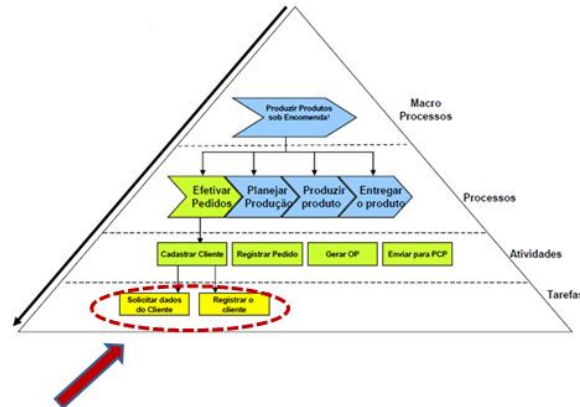 Produzir Produtos
sob Encomenda¹
Macro
Processos
Efetivar
Pedidos
Planejar
Produção
Produzir
produto
Entregar
o produto
Processos
Cadastrar Cliente
Registrar Pedido
Gerar OP
Enviar para PCP
Atividades
Solicitar dados
do Cliente
Registrar o
cliente
Tarefas